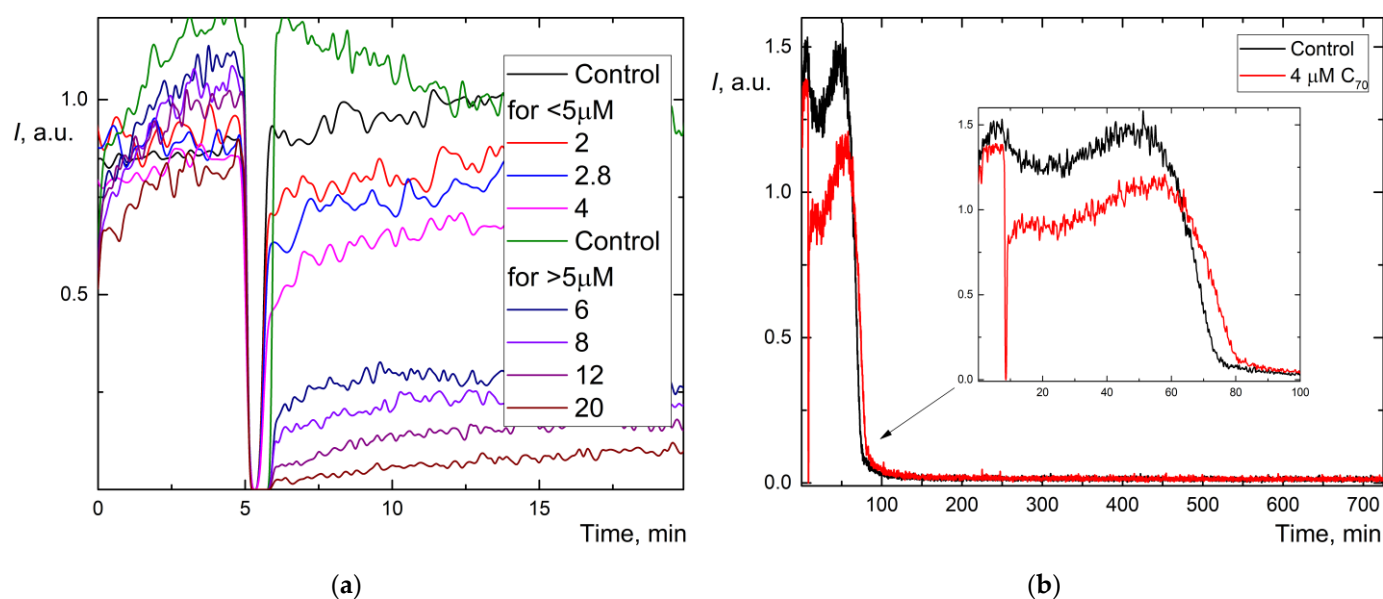 I, a.u.
1.0
0.5
0
5
10
15
Time, min
Control
for <5μM
2
2.8
4
Control
for >5μM
6
8
12
20
(a)
I, a.u.
1.5
1.0
0.5
0.0
100
200
300
400
500
600
700
Time, min
Control
4 μM C₇₀
1.5
1.0
0.5
0.0
20
40
60
80
100
(b)